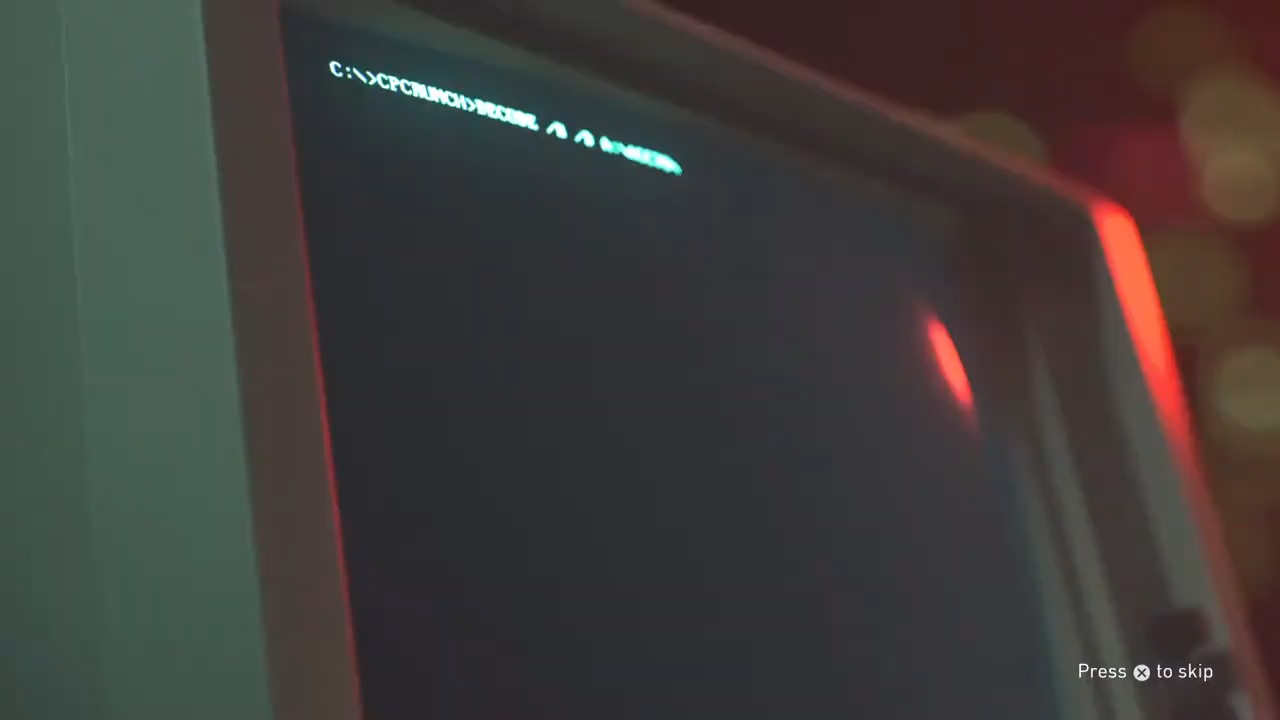 C:\>CPCRUNCH>DECODE /D /D
Press ⓧ to skip